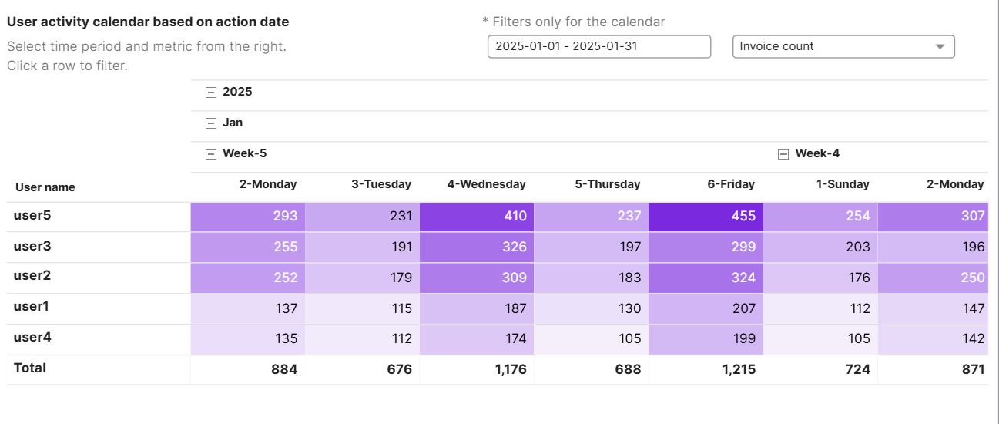 User activity calendar based on action date
* Filters only for the calendar
Select time period and metric from the right.
Click a row to filter.
2025-01-01 - 2025-01-31
Invoice count
2025
Jan
Week-5 Week-4
User name 2-Monday 3-Tuesday 4-Wednesday 5-Thursday 6-Friday 1-Sunday 2-Monday
user5 293 231 410 237 455 254 307
user3 255 191 326 197 299 203 196
user2 252 179 309 183 324 176 250
user1 137 115 187 130 207 112 147
user4 135 112 174 105 199 105 142
Total 884 676 1,176 688 1,215 724 871